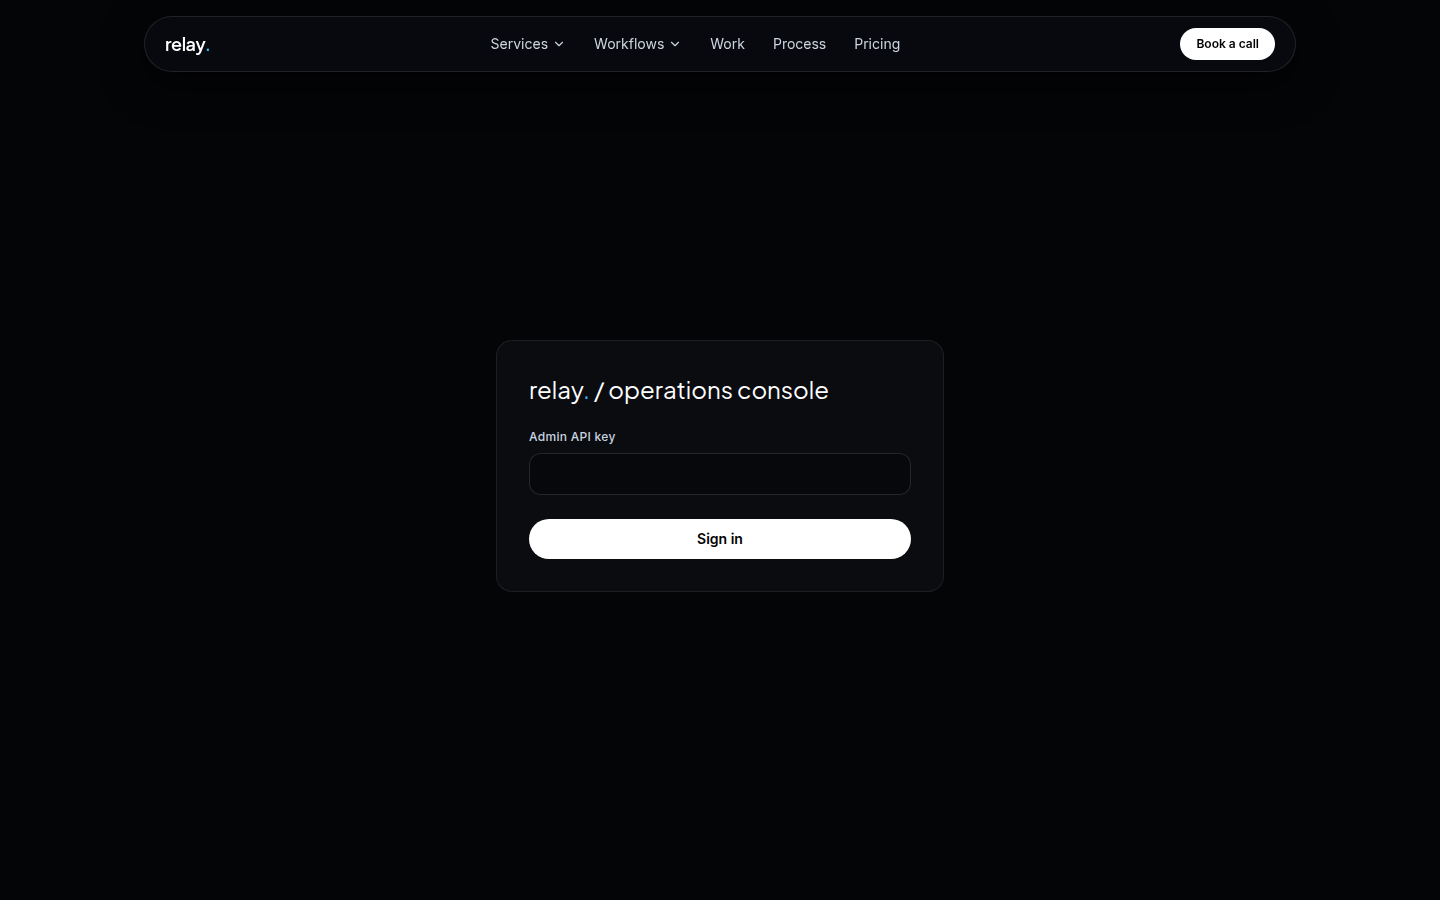 relay. Services Workflows Work Process Pricing Book a call
relay. / operations console
Admin API key
Sign in